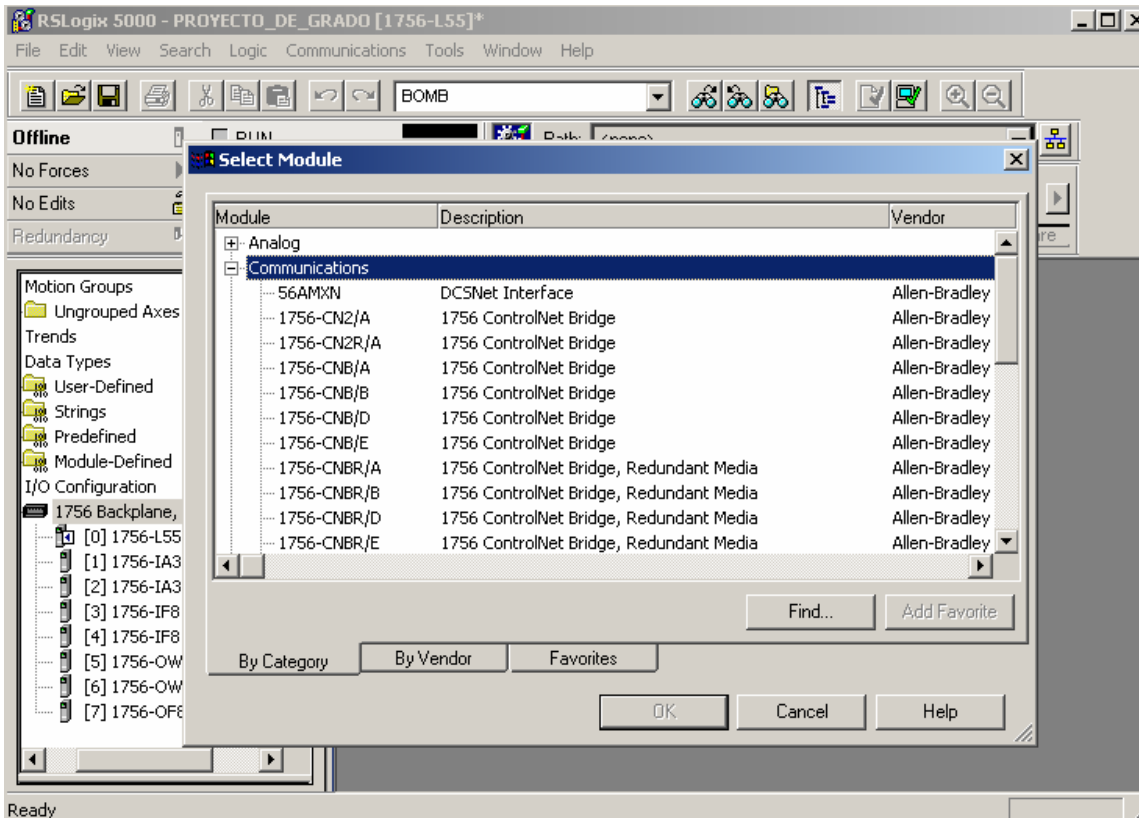 RSLogix 5000 - PROYECTO_DE_GRADO [1756-L55]*
File Edit View Search Logic Communications Tools Window Help
BOMB
Offline
RUN
Path: <none>
No Forces
No Edits
Redundancy
Select Module
Module Description Vendor
Analog
Communications
56AMXN DCSNet Interface Allen-Bradley
1756-CN2/A 1756 ControlNet Bridge Allen-Bradley
1756-CN2R/A 1756 ControlNet Bridge Allen-Bradley
1756-CNB/A 1756 ControlNet Bridge Allen-Bradley
1756-CNB/B 1756 ControlNet Bridge Allen-Bradley
1756-CNB/D 1756 ControlNet Bridge Allen-Bradley
1756-CNB/E 1756 ControlNet Bridge Allen-Bradley
1756-CNBR/A 1756 ControlNet Bridge, Redundant Media Allen-Bradley
1756-CNBR/B 1756 ControlNet Bridge, Redundant Media Allen-Bradley
1756-CNBR/D 1756 ControlNet Bridge, Redundant Media Allen-Bradley
1756-CNBR/E 1756 ControlNet Bridge, Redundant Media Allen-Bradley
Find... Add Favorite
By Category By Vendor Favorites
OK Cancel Help
Motion Groups
Ungrouped Axes
Trends
Data Types
User-Defined
Strings
Predefined
Module-Defined
I/O Configuration
1756 Backplane,
[0] 1756-L55
[1] 1756-IA3
[2] 1756-IA3
[3] 1756-IF8
[4] 1756-IF8
[5] 1756-OW
[6] 1756-OW
[7] 1756-OF8
Ready